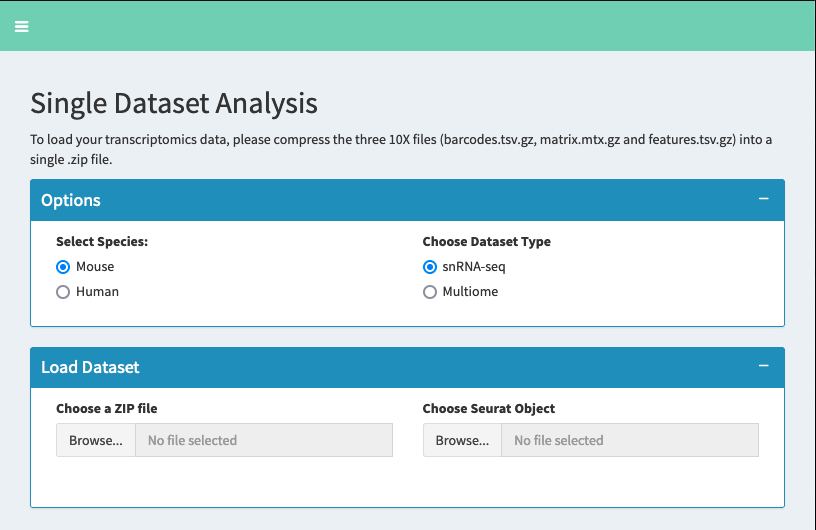 Single Dataset Analysis
To load your transcriptomics data, please compress the three 10X files (barcodes.tsv.gz, matrix.mtx.gz and features.tsv.gz) into a
single .zip file.
Options
Select Species:
Mouse
Human
Choose Dataset Type
snRNA-seq
Multiome
Load Dataset
Choose a ZIP file
Browse... No file selected
Choose Seurat Object
Browse... No file selected